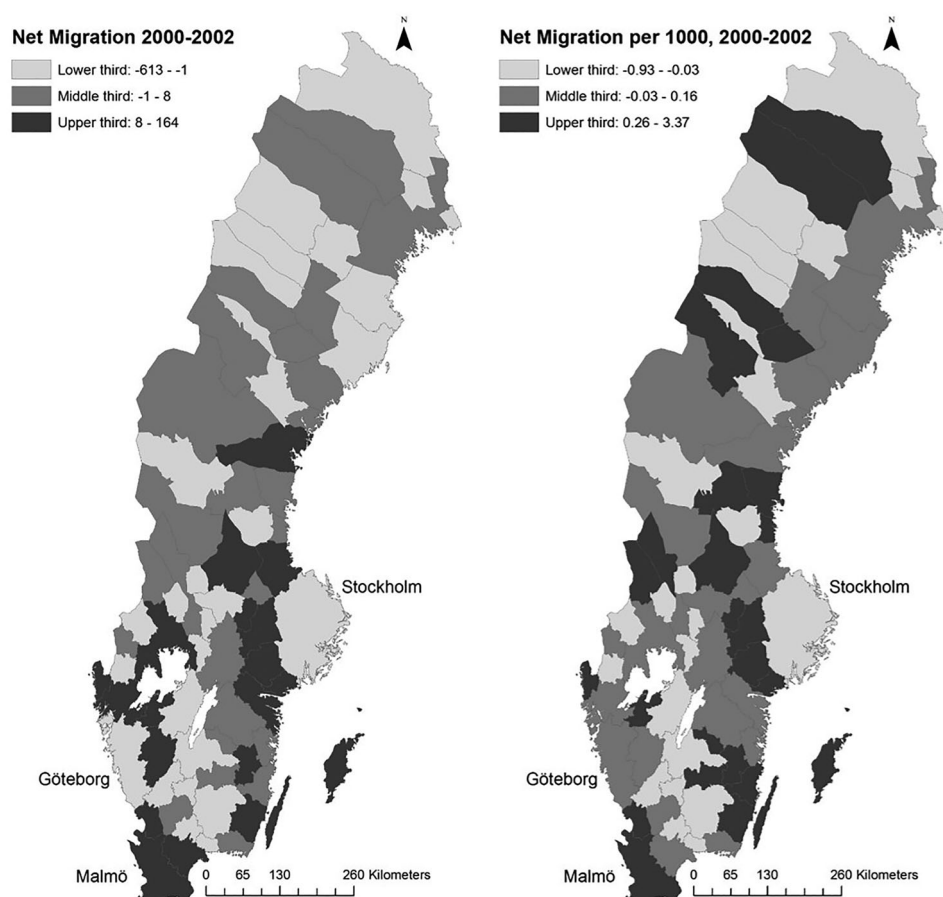 Net Migration 2000-2002
Lower third: -613 - -1
Middle third: -1 - 8
Upper third: 8 - 164
N
Stockholm
Göteborg
Malmö
0 65 130 260 Kilometers
Net Migration per 1000, 2000-2002
Lower third: -0.93 - -0.03
Middle third: -0.03 - 0.16
Upper third: 0.26 - 3.37
N
Stockholm
Göteborg
Malmö
0 65 130 260 Kilometers